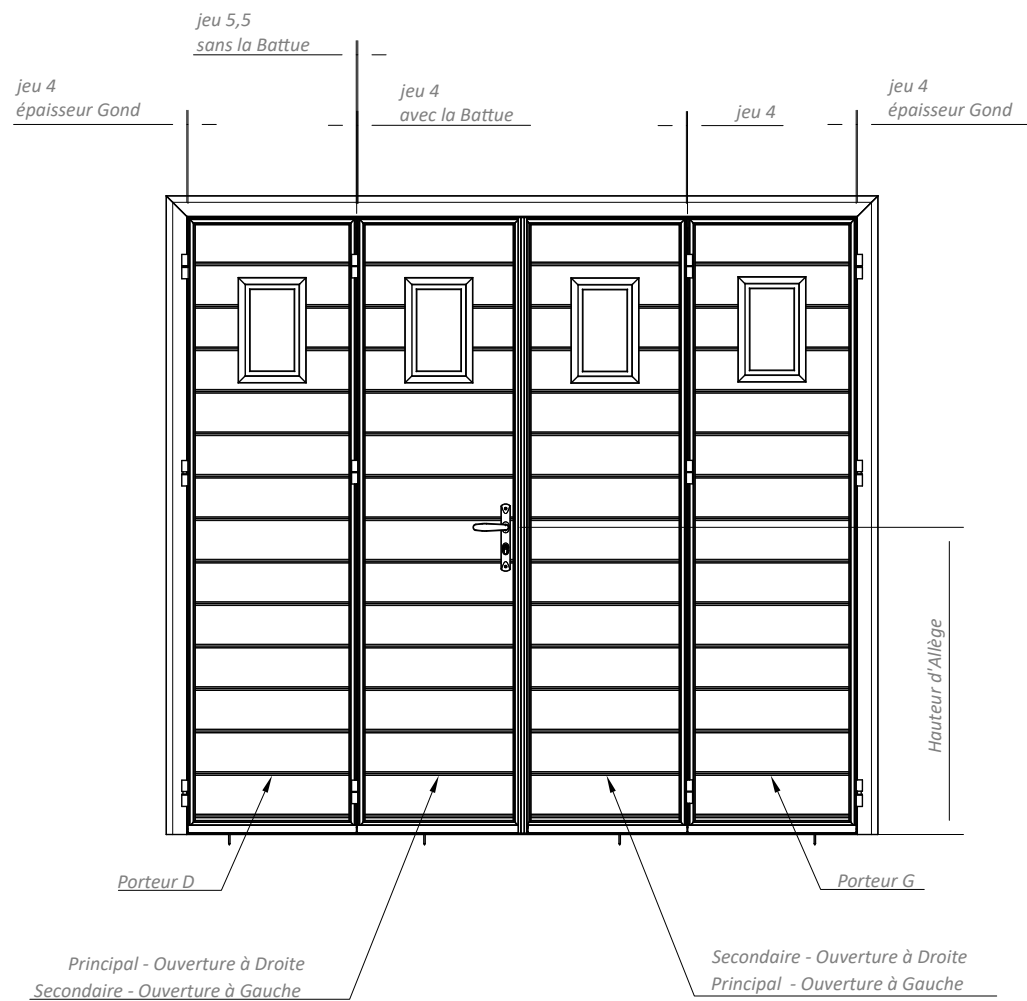 jeu 5,5
sans la Battue
jeu 4
épaisseur Gond
jeu 4
avec la Battue
jeu 4
jeu 4
épaisseur Gond
Hauteur d'Allège
Porteur D
Porteur G
Principal - Ouverture à Droite
Secondaire - Ouverture à Gauche
Secondaire - Ouverture à Droite
Principal - Ouverture à Gauche